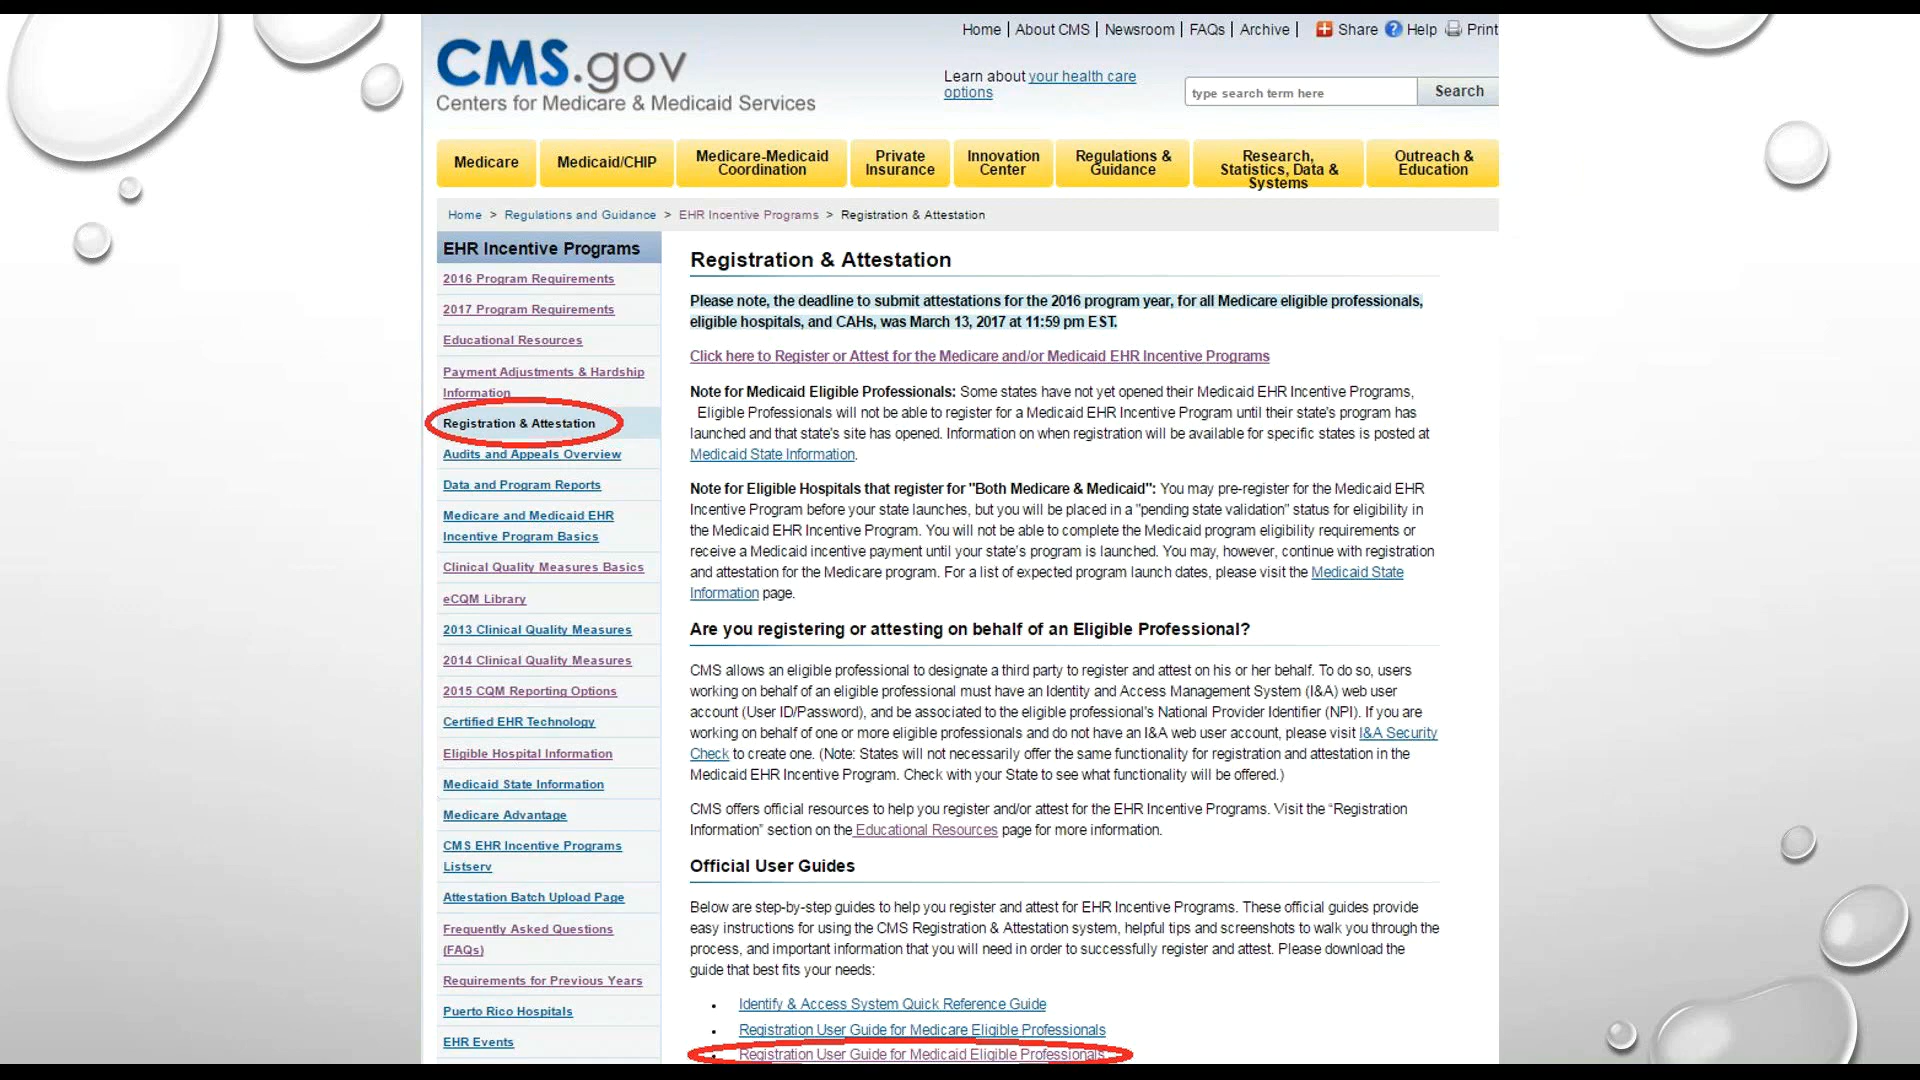 Home | About CMS | Newsroom | FAQs | Archive | Share Help Print
CMS.gov
Centers for Medicare & Medicaid Services
Learn about your health care
options
type search term here
Search
Medicare
Medicaid/CHIP
Medicare-Medicaid
Coordination
Private
Insurance
Innovation
Center
Regulations &
Guidance
Research,
Statistics, Data &
Systems
Outreach &
Education
Home > Regulations and Guidance > EHR Incentive Programs > Registration & Attestation
EHR Incentive Programs
2016 Program Requirements
2017 Program Requirements
Educational Resources
Payment Adjustments & Hardship
Information
Registration & Attestation
Audits and Appeals Overview
Data and Program Reports
Medicare and Medicaid EHR
Incentive Program Basics
Clinical Quality Measures Basics
eCQM Library
2013 Clinical Quality Measures
2014 Clinical Quality Measures
2015 CQM Reporting Options
Certified EHR Technology
Eligible Hospital Information
Medicaid State Information
Medicare Advantage
CMS EHR Incentive Programs
Listserv
Attestation Batch Upload Page
Frequently Asked Questions
(FAQs)
Requirements for Previous Years
Puerto Rico Hospitals
EHR Events
Registration & Attestation
Please note, the deadline to submit attestations for the 2016 program year, for all Medicare eligible professionals,
eligible hospitals, and CAHs, was March 13, 2017 at 11:59 pm EST.
Click here to Register or Attest for the Medicare and/or Medicaid EHR Incentive Programs
Note for Medicaid Eligible Professionals: Some states have not yet opened their Medicaid EHR Incentive Programs,
Eligible Professionals will not be able to register for a Medicaid EHR Incentive Program until their state's program has
launched and that state's site has opened. Information on when registration will be available for specific states is posted at
Medicaid State Information.
Note for Eligible Hospitals that register for "Both Medicare & Medicaid": You may pre-register for the Medicaid EHR
Incentive Program before your state launches, but you will be placed in a "pending state validation" status for eligibility in
the Medicaid EHR Incentive Program. You will not be able to complete the Medicaid program eligibility requirements or
receive a Medicaid incentive payment until your state's program is launched. You may, however, continue with registration
and attestation for the Medicare program. For a list of expected program launch dates, please visit the Medicaid State
Information page.
Are you registering or attesting on behalf of an Eligible Professional?
CMS allows an eligible professional to designate a third party to register and attest on his or her behalf. To do so, users
working on behalf of an eligible professional must have an Identity and Access Management System (I&A) web user
account (User ID/Password), and be associated to the eligible professional's National Provider Identifier (NPI). If you are
working on behalf of one or more eligible professionals and do not have an I&A web user account, please visit I&A Security
Check to create one. (Note: States will not necessarily offer the same functionality for registration and attestation in the
Medicaid EHR Incentive Program. Check with your State to see what functionality will be offered.)
CMS offers official resources to help you register and/or attest for the EHR Incentive Programs. Visit the “Registration
Information” section on the Educational Resources page for more information.
Official User Guides
Below are step-by-step guides to help you register and attest for EHR Incentive Programs. These official guides provide
easy instructions for using the CMS Registration & Attestation system, helpful tips and screenshots to walk you through the
process, and important information that you will need in order to successfully register and attest. Please download the
guide that best fits your needs:
• Identify & Access System Quick Reference Guide
• Registration User Guide for Medicare Eligible Professionals
• Registration User Guide for Medicaid Eligible Professionals